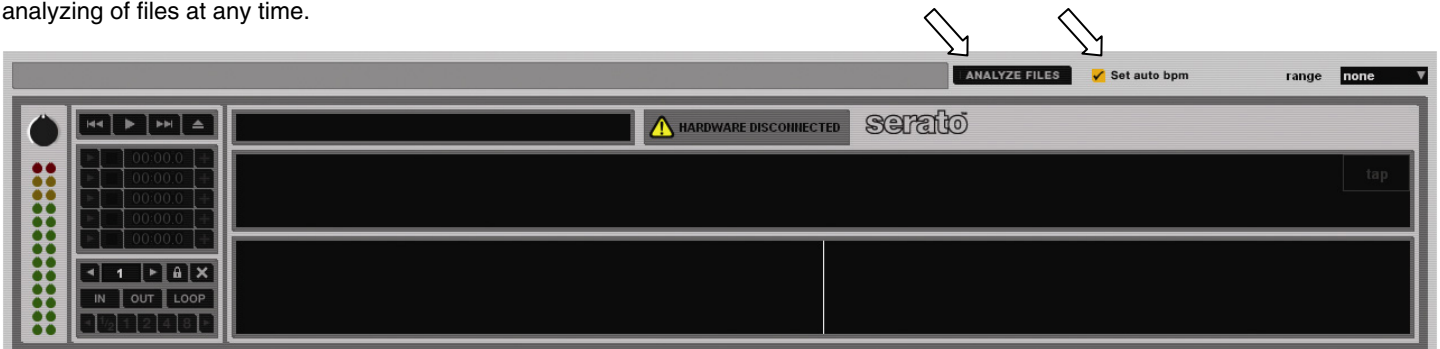 analyzing of files at any time.
ANALYZE FILES Set auto bpm range none
HARDWARE DISCONNECTED serato
tap
00:00.0
00:00.0
00:00.0
00:00.0
00:00.0
1
IN OUT LOOP
1/2 1 2 4 8